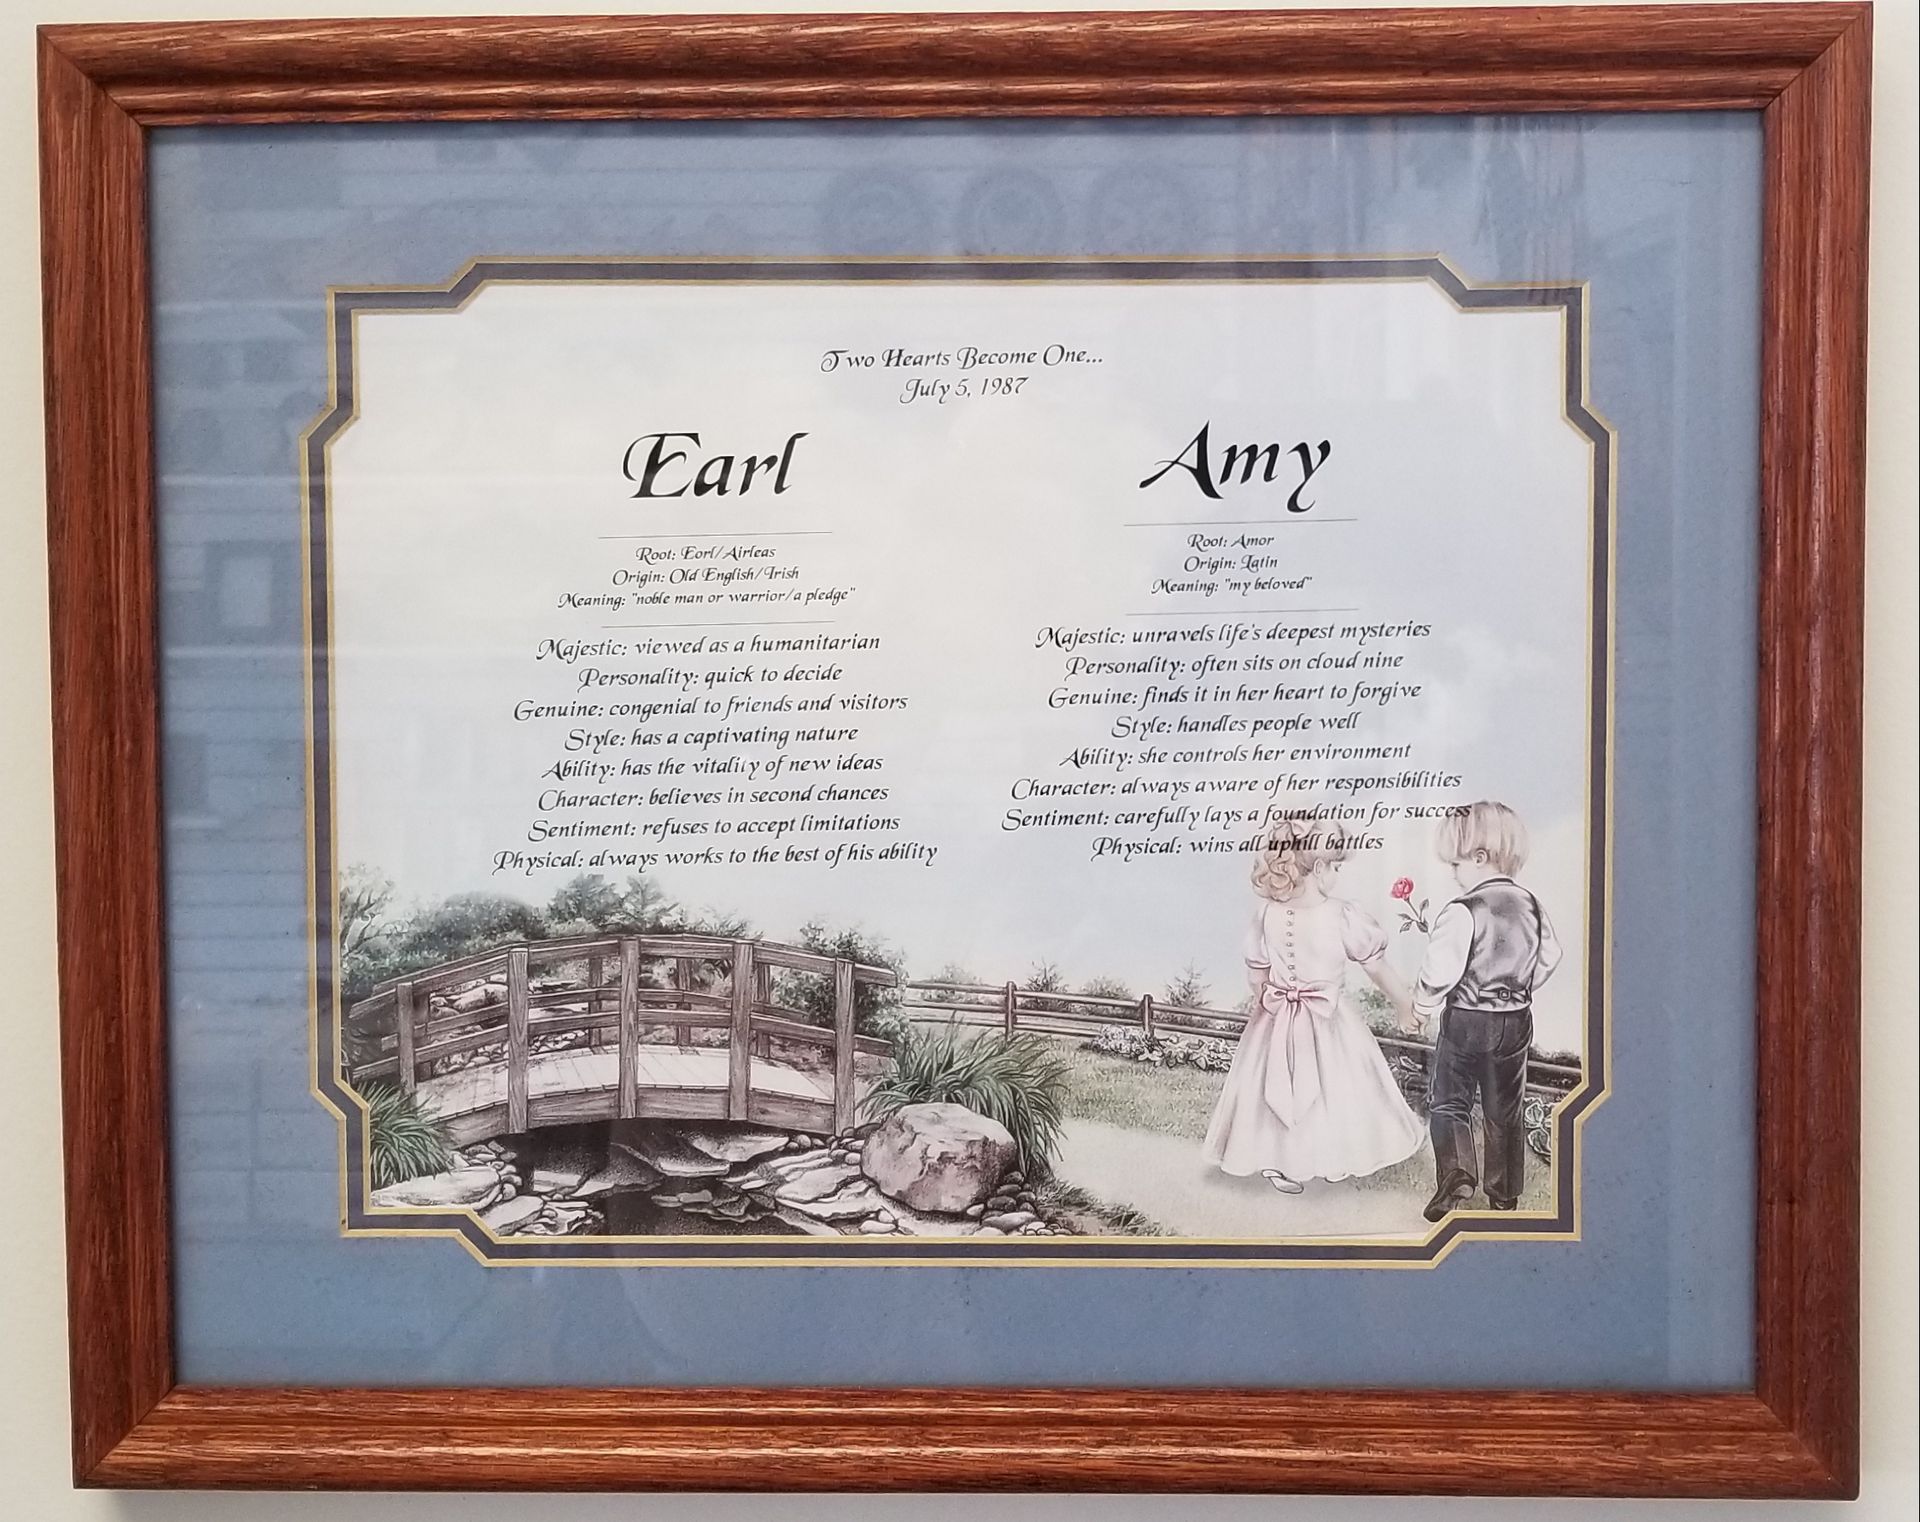 Two Hearts Become One...
July 5, 1987
Earl
Root: Eorl/Airleas
Origin: Old English/Irish
Meaning: "noble man or warrior/a pledge"
Majestic: viewed as a humanitarian
Personality: quick to decide
Genuine: congenial to friends and visitors
Style: has a captivating nature
Ability: has the vitality of new ideas
Character: believes in second chances
Sentiment: refuses to accept limitations
Physical: always works to the best of his ability
Amy
Root: Amor
Origin: Latin
Meaning: "my beloved"
Majestic: unravels life's deepest mysteries
Personality: often sits on cloud nine
Genuine: finds it in her heart to forgive
Style: handles people well
Ability: she controls her environment
Character: always aware of her responsibilities
Sentiment: carefully lays a foundation for success
Physical: wins all uphill battles